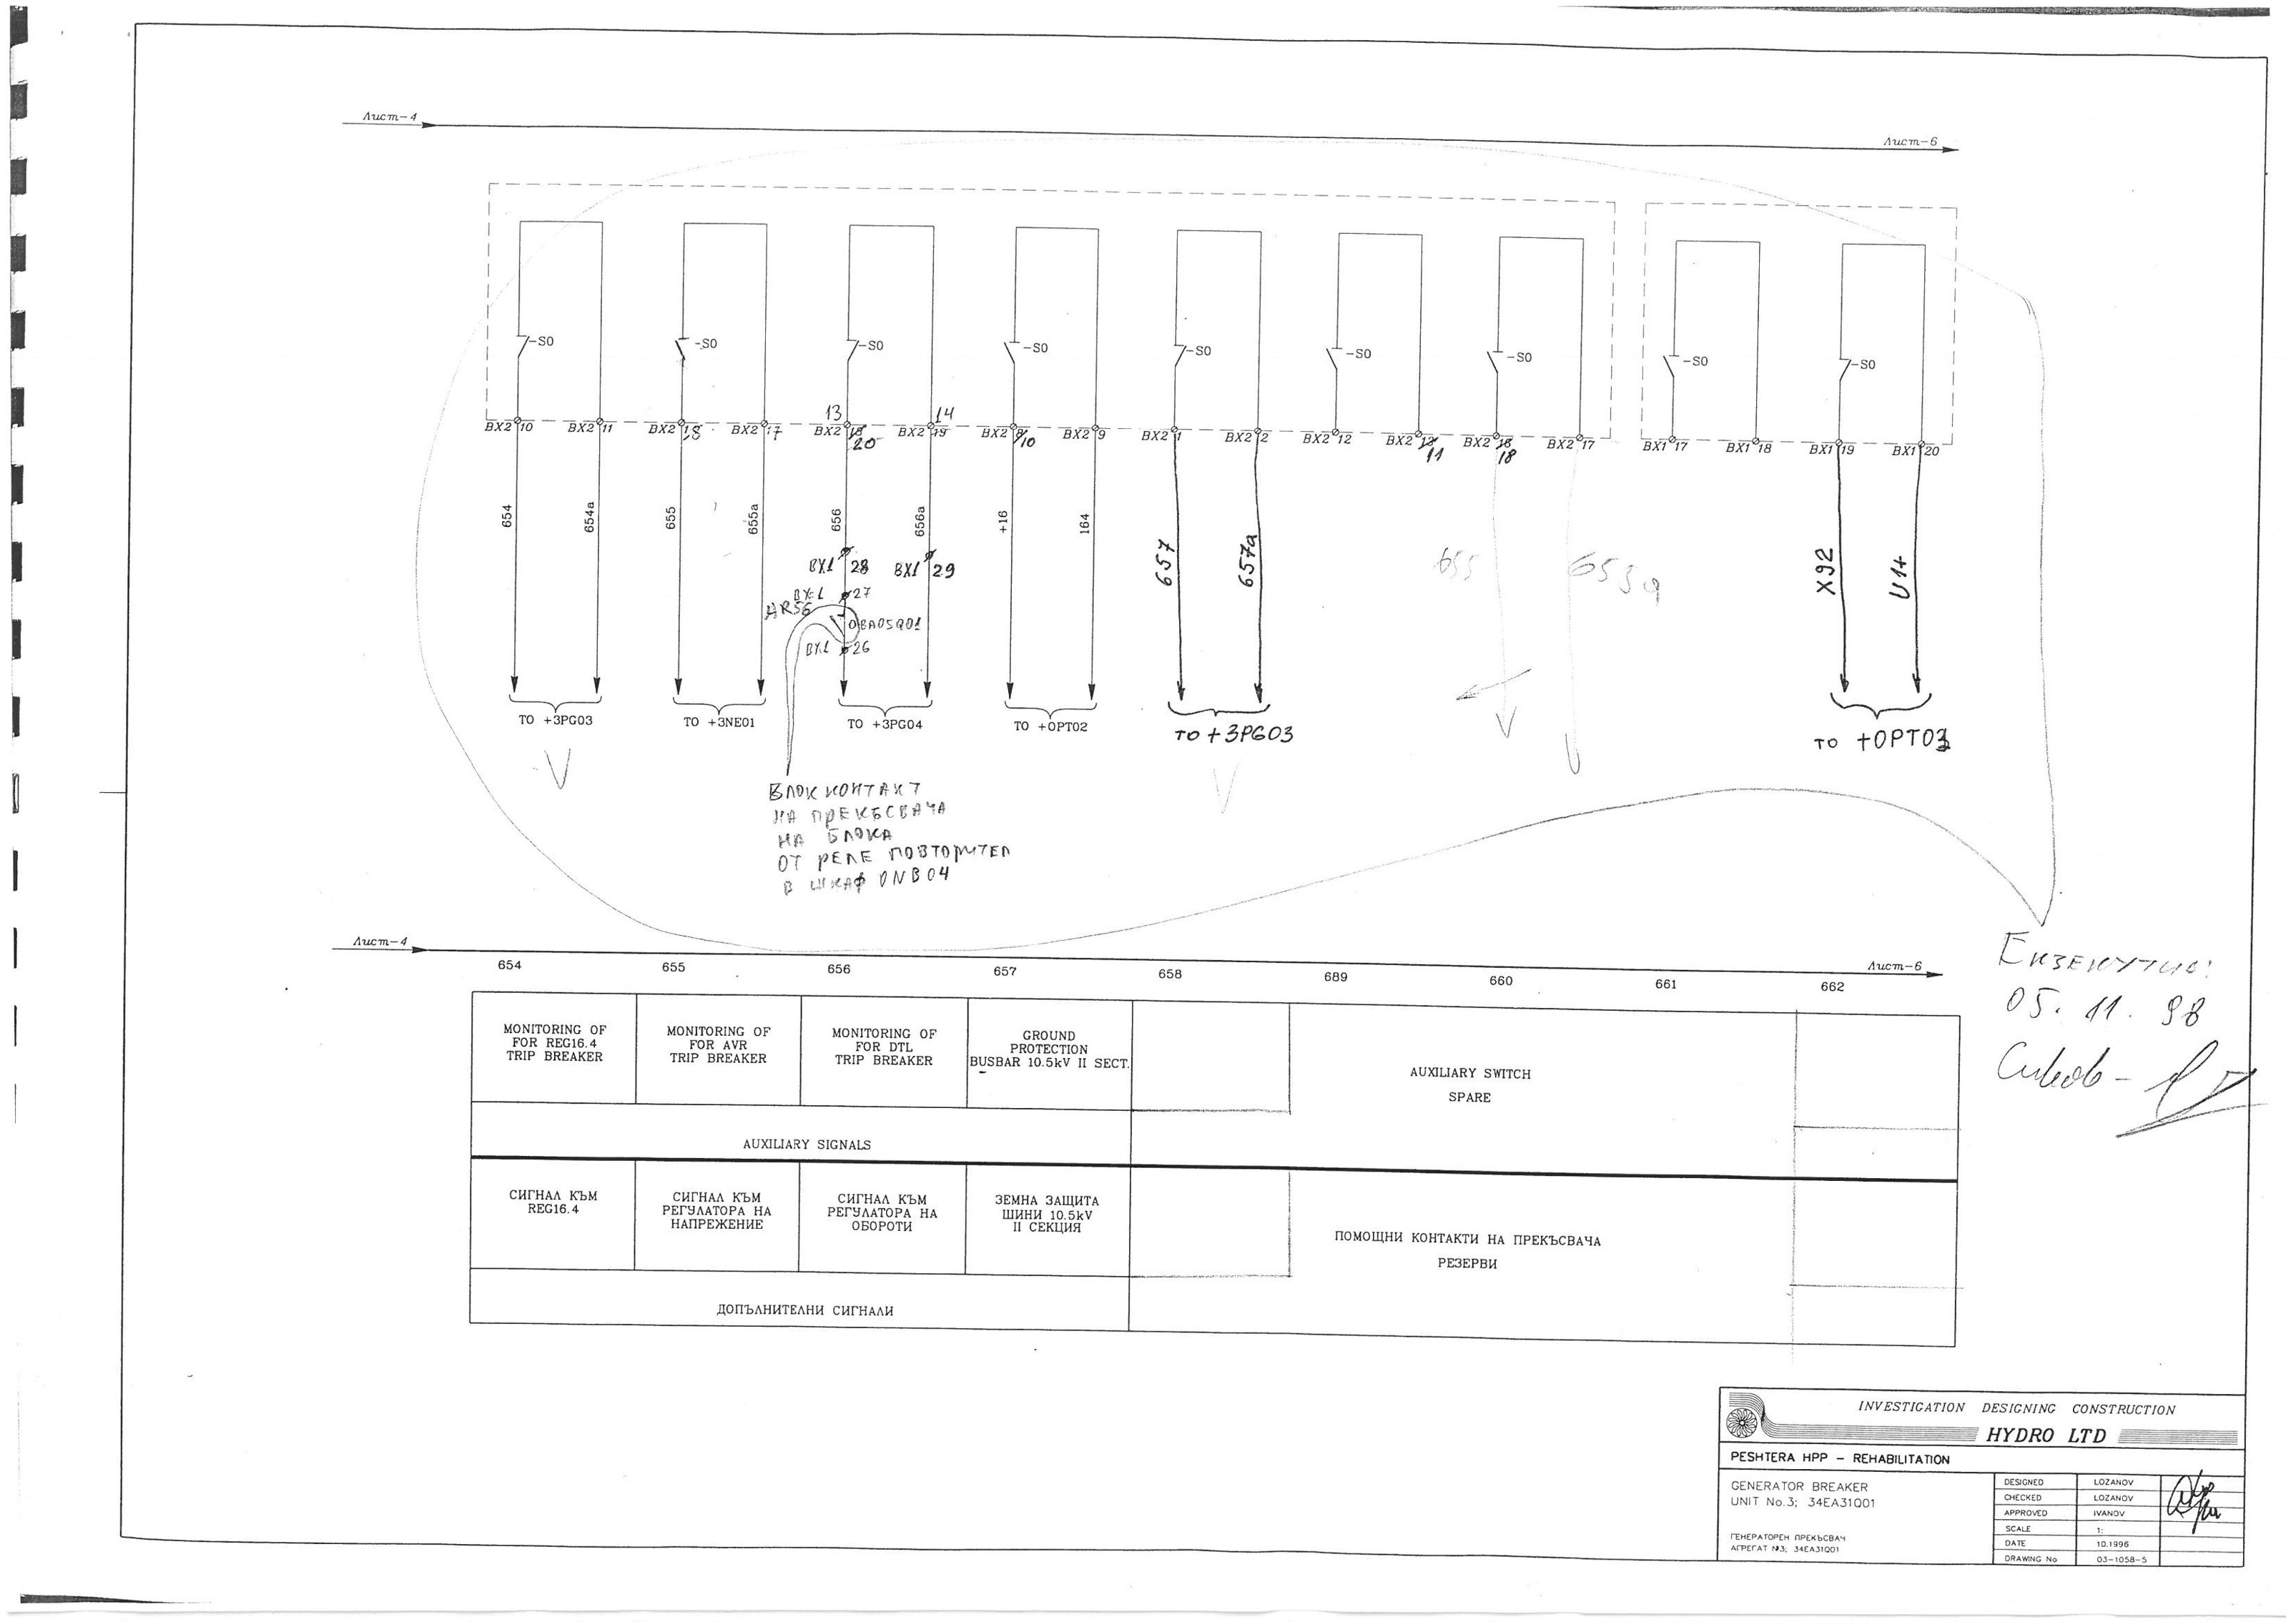 Лист-4
Лист-6
-S0
-S0
-S0
-S0
-S0
-S0
-S0
-S0
-S0
13
14
BX2 10
BX2 11
BX2 18
BX2 17
BX2
20
BX2 19
BX2
10
BX2 9
BX2 1
BX2 2
BX2 12
BX2
11
BX2 16
18
BX2 17
BX1 17
BX1 18
BX1 19
BX1 20
654
654a
655
655a
656
656a
+16
164
657
657a
655
X92
U1+
BX1 28
BX1 29
BX1 27
AR56
BX1 26
TO +3PG03
TO +3NE01
TO +3PG04
TO +0PT02
TO +3PG03
TO +0PT03
БЛОК КОНТАКТ
НА ПРЕКЪСВАЧА
НА БЛОКА
ОТ РЕЛЕ ПОВТОРИТЕЛ
В ШКАФ 0NB04
Лист-4
Лист-6
654
655
656
657
658
689
660
661
662
05.11.98
MONITORING OF
FOR REG16.4
TRIP BREAKER
MONITORING OF
FOR AVR
TRIP BREAKER
MONITORING OF
FOR DTL
TRIP BREAKER
GROUND
PROTECTION
BUSBAR 10.5kV II SECT.
AUXILIARY SWITCH
SPARE
AUXILIARY SIGNALS
СИГНАЛ КЪМ
REG16.4
СИГНАЛ КЪМ
РЕГУЛАТОРА НА
НАПРЕЖЕНИЕ
СИГНАЛ КЪМ
РЕГУЛАТОРА НА
ОБОРОТИ
ЗЕМНА ЗАЩИТА
ШИНИ 10.5kV
II СЕКЦИЯ
ПОМОЩНИ КОНТАКТИ НА ПРЕКЪСВАЧА
РЕЗЕРВИ
ДОПЪЛНИТЕЛНИ СИГНАЛИ
INVESTIGATION DESIGNING CONSTRUCTION
HYDRO LTD
PESHTERA HPP - REHABILITATION
GENERATOR BREAKER
UNIT No.3; 34EA31Q01
ГЕНЕРАТОРЕН ПРЕКЪСВАЧ
АГРЕГАТ №3; 34EA31Q01
DESIGNED LOZANOV
CHECKED LOZANOV
APPROVED IVANOV
SCALE 1:
DATE 10.1996
DRAWING No 03-1058-5